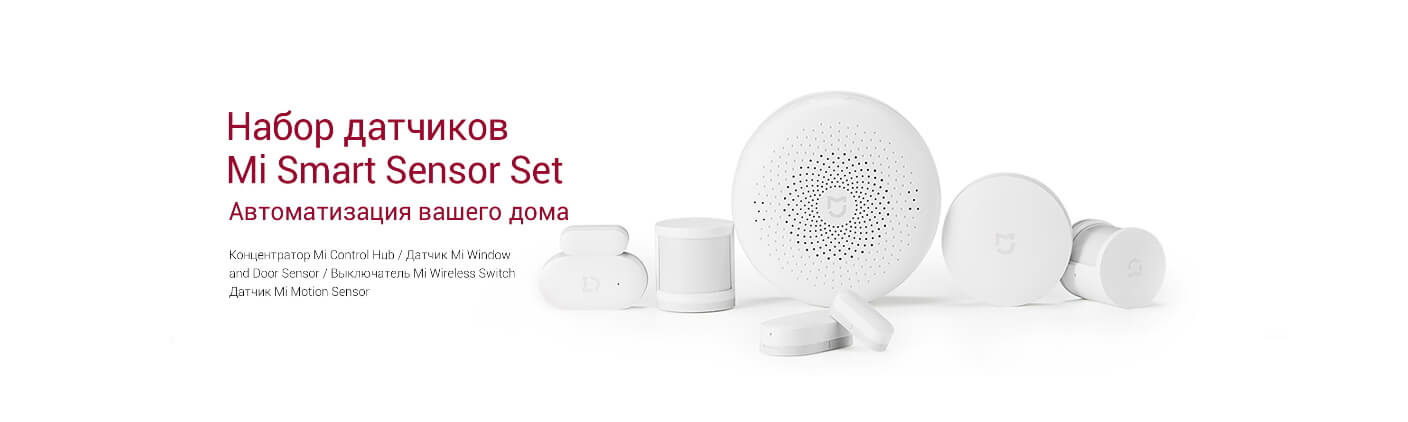 Набор датчиков
Mi Smart Sensor Set
Автоматизация вашего дома
Концентратор Mi Control Hub / Датчик Mi Window
and Door Sensor / Выключатель Mi Wireless Switch
Датчик Mi Motion Sensor